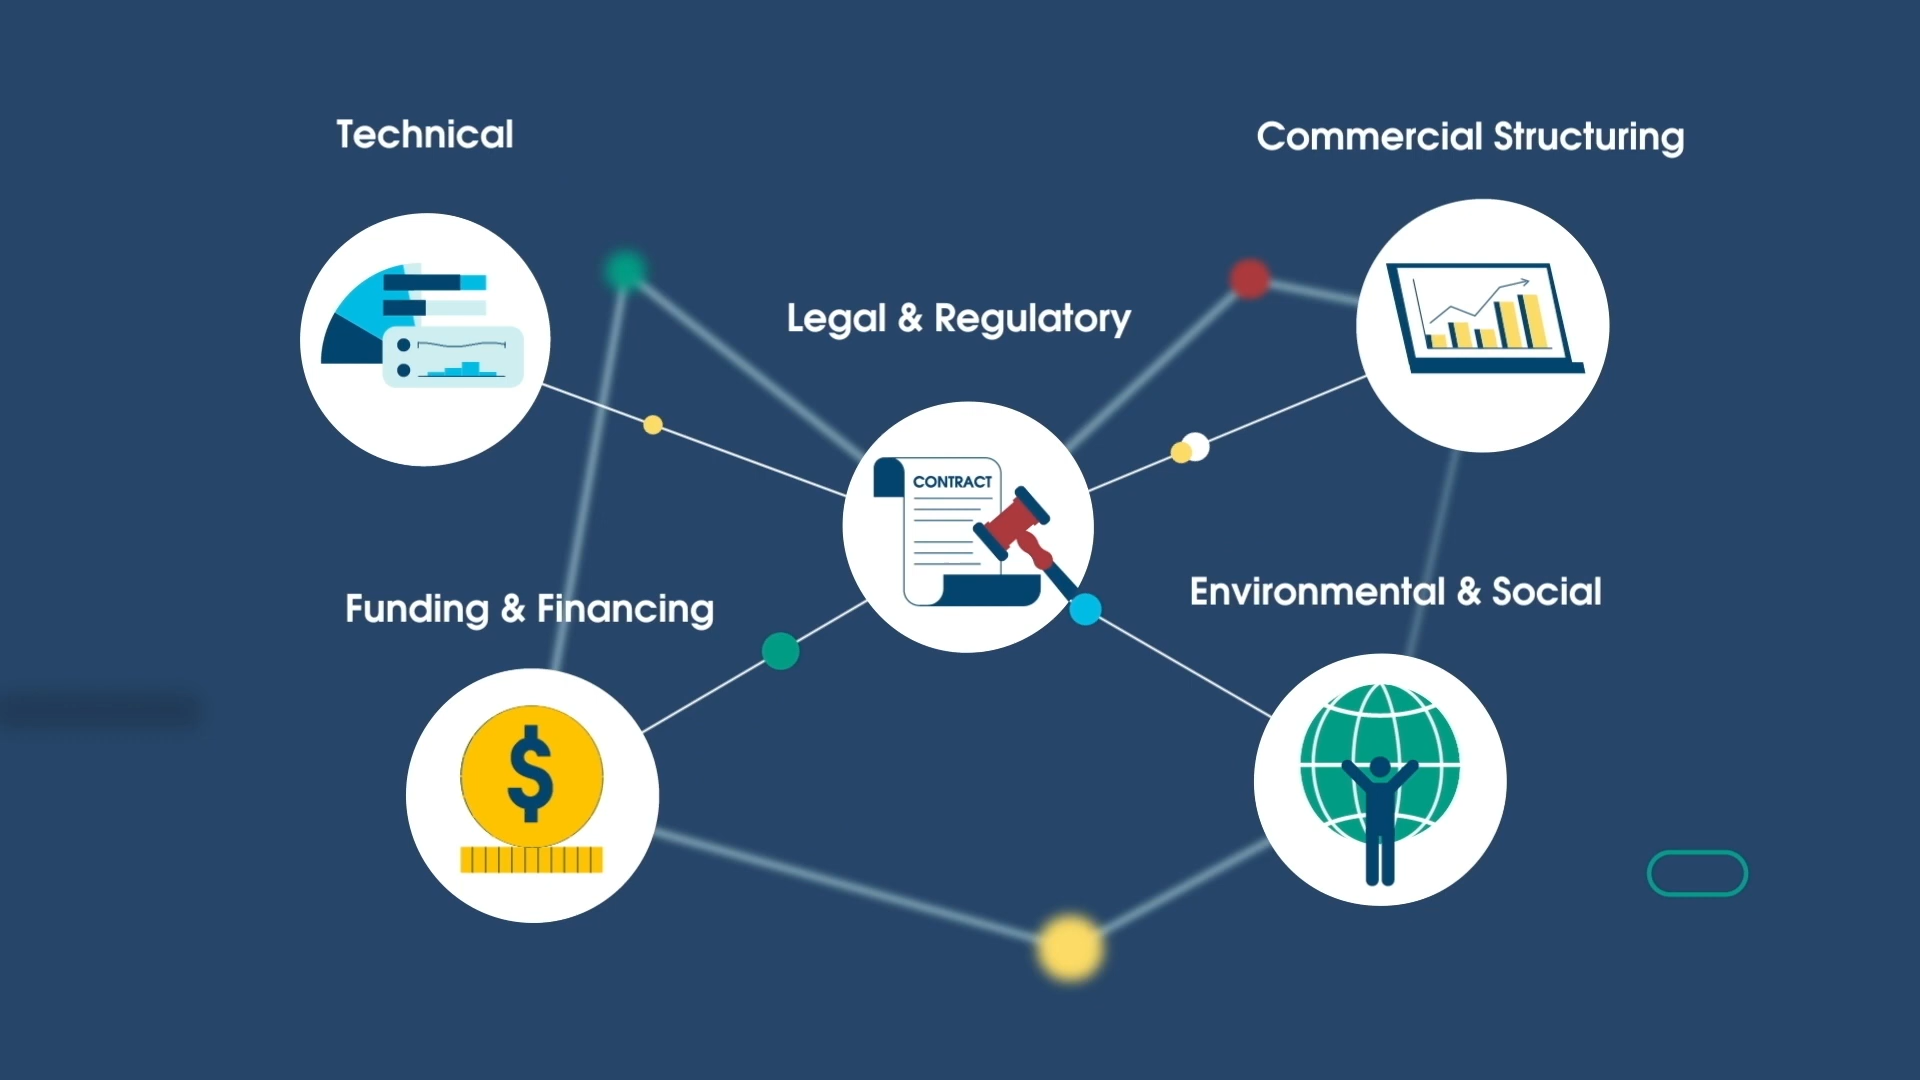 Technical
Commercial Structuring
Legal & Regulatory
CONTRACT
Funding & Financing
Environmental & Social
$